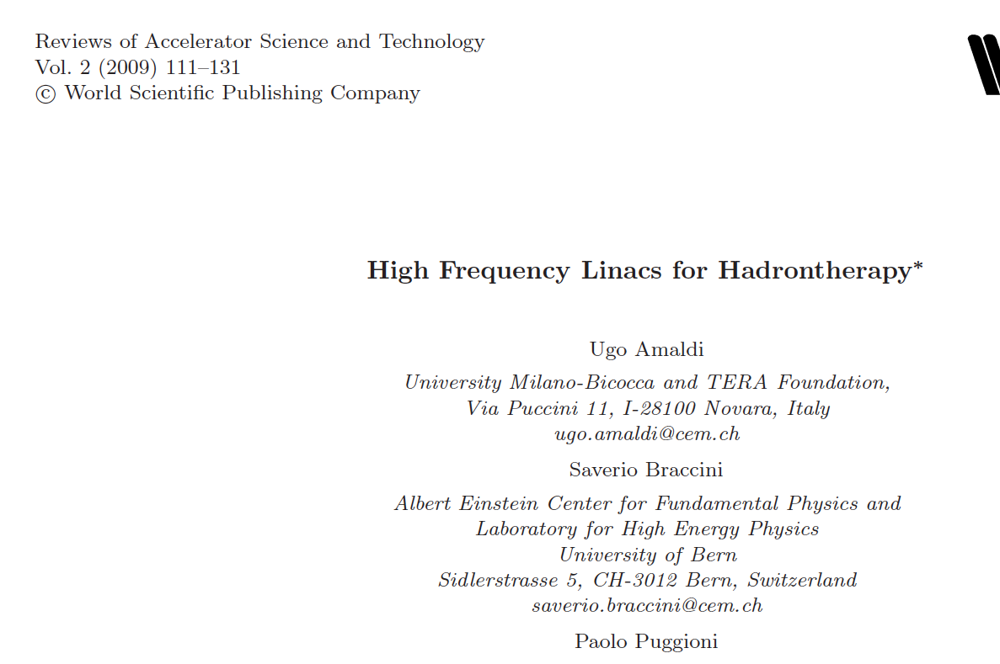 Reviews of Accelerator Science and Technology
Vol. 2 (2009) 111–131
© World Scientific Publishing Company
High Frequency Linacs for Hadrontherapy*
Ugo Amaldi
University Milano-Bicocca and TERA Foundation,
Via Puccini 11, I-28100 Novara, Italy
ugo.amaldi@cem.ch
Saverio Braccini
Albert Einstein Center for Fundamental Physics and
Laboratory for High Energy Physics
University of Bern
Sidlerstrasse 5, CH-3012 Bern, Switzerland
saverio.braccini@cem.ch
Paolo Puggioni